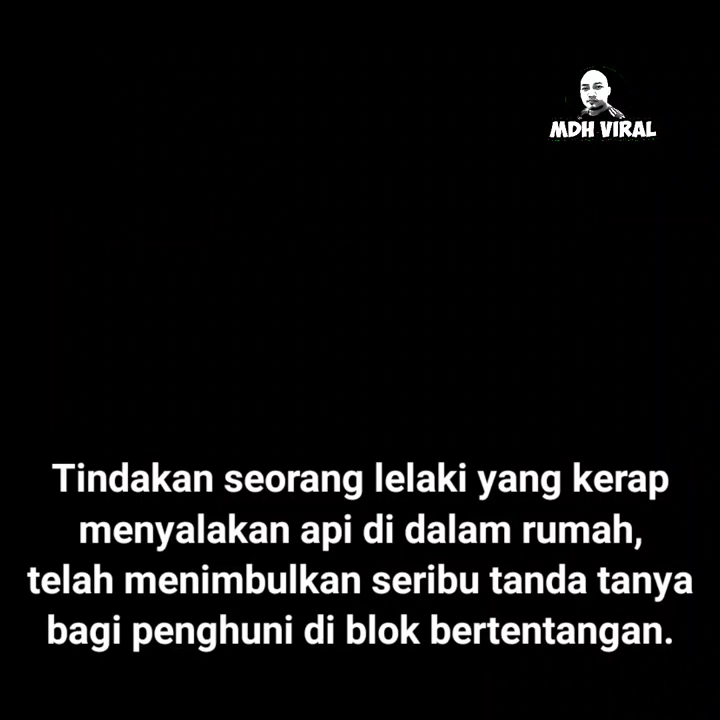 MDH VIRAL
Tindakan seorang lelaki yang kerap
menyalakan api di dalam rumah,
telah menimbulkan seribu tanda tanya
bagi penghuni di blok bertentangan.